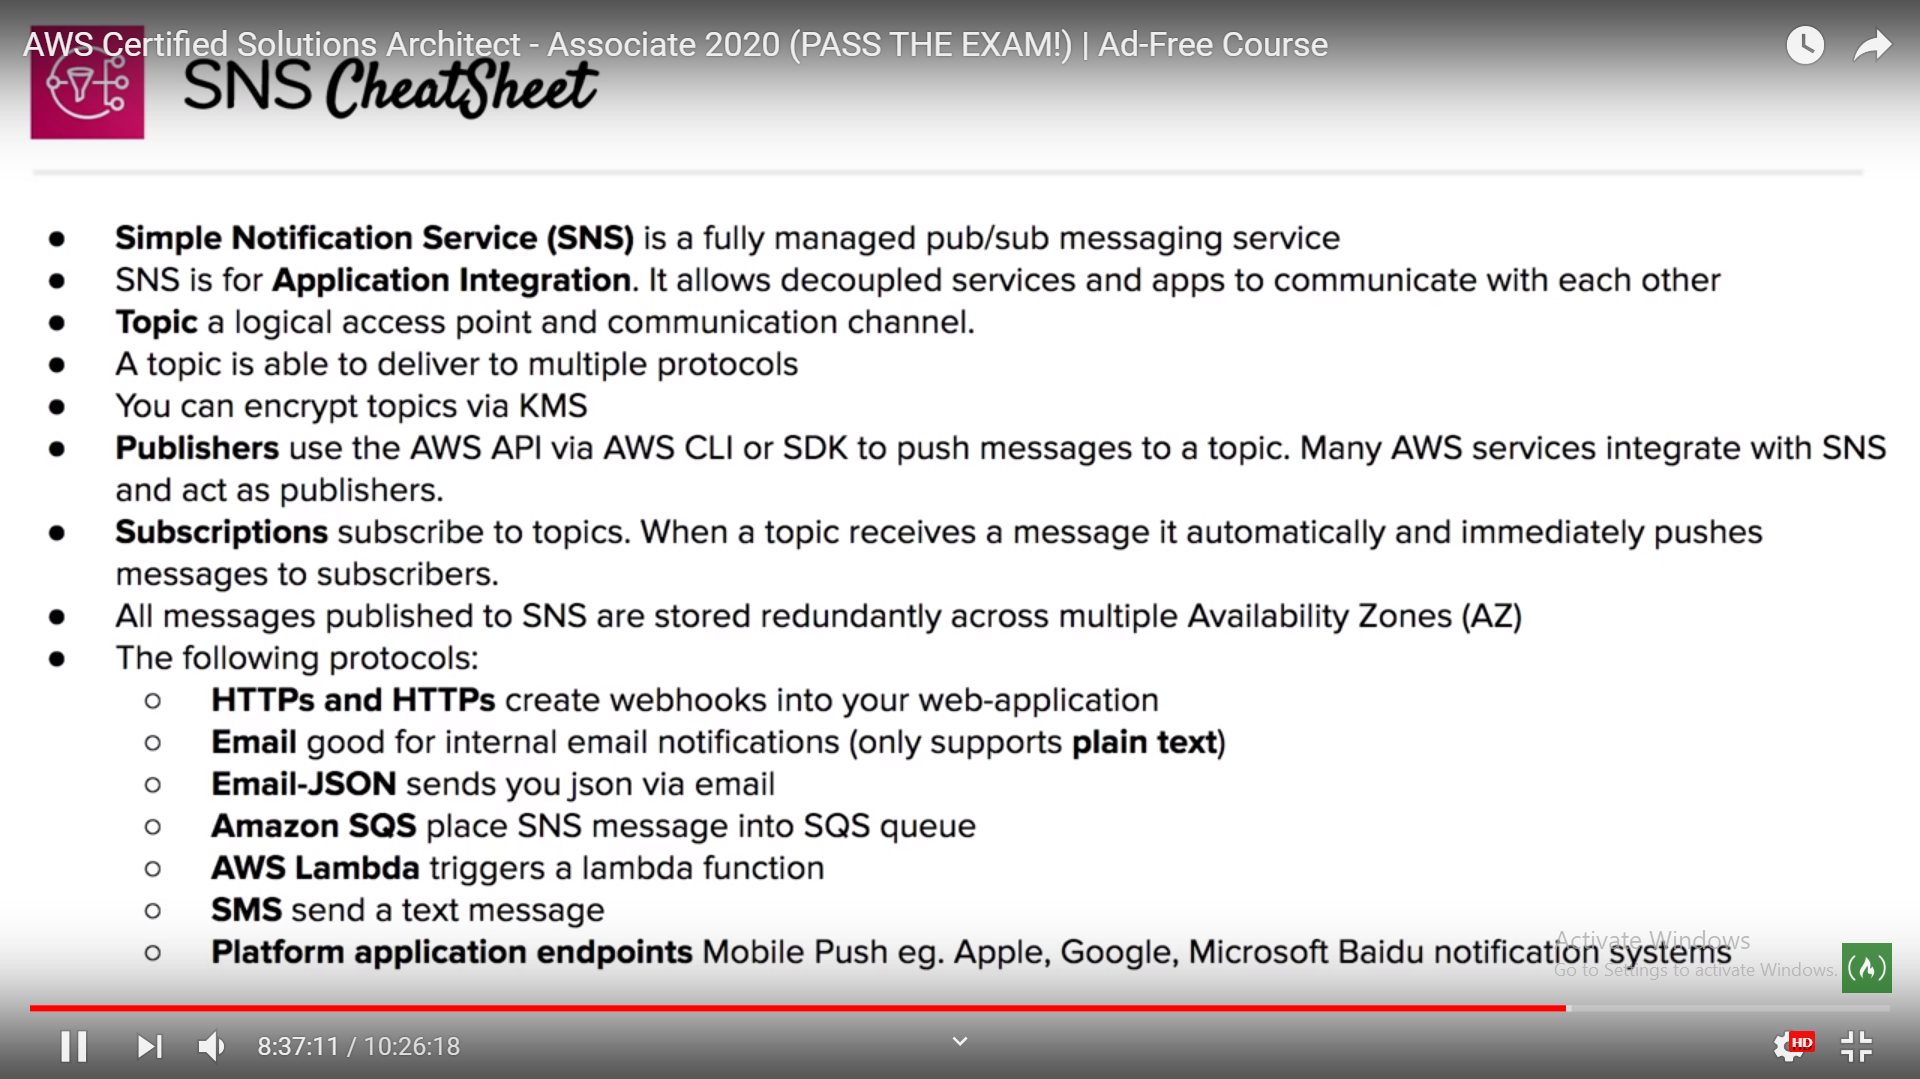 AWS Certified Solutions Architect - Associate 2020 (PASS THE EXAM!) | Ad-Free Course
SNS CheatSheet
● Simple Notification Service (SNS) is a fully managed pub/sub messaging service
● SNS is for Application Integration. It allows decoupled services and apps to communicate with each other
● Topic a logical access point and communication channel.
● A topic is able to deliver to multiple protocols
● You can encrypt topics via KMS
● Publishers use the AWS API via AWS CLI or SDK to push messages to a topic. Many AWS services integrate with SNS
and act as publishers.
● Subscriptions subscribe to topics. When a topic receives a message it automatically and immediately pushes
messages to subscribers.
● All messages published to SNS are stored redundantly across multiple Availability Zones (AZ)
● The following protocols:
○ HTTPs and HTTPs create webhooks into your web-application
○ Email good for internal email notifications (only supports plain text)
○ Email-JSON sends you json via email
○ Amazon SQS place SNS message into SQS queue
○ AWS Lambda triggers a lambda function
○ SMS send a text message
○ Platform application endpoints Mobile Push eg. Apple, Google, Microsoft Baidu notification systems
Activate Windows
Go to Settings to activate Windows.
8:37:11 / 10:26:18
HD